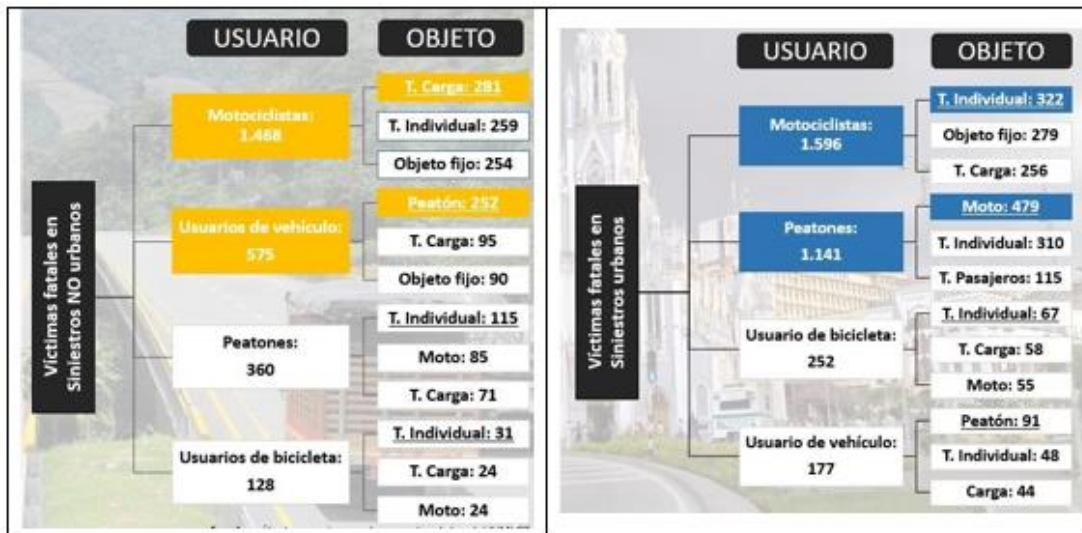 USUARIO
OBJETO
Víctimas fatales en
Siniestros NO urbanos
Motociclistas:
1.468
T. Carga: 281
T. Individual: 259
Objeto fijo: 254
Usuarios de vehículo:
575
Peatón: 252
T. Carga: 95
Objeto fijo: 90
Peatones:
360
T. Individual: 115
Moto: 85
T. Carga: 71
Usuarios de bicicleta:
128
T. Individual: 31
T. Carga: 24
Moto: 24
USUARIO
OBJETO
Víctimas fatales en
Siniestros urbanos
Motociclistas:
1.596
T. Individual: 322
Objeto fijo: 279
T. Carga: 256
Peatones:
1.141
Moto: 479
T. Individual: 310
T. Pasajeros: 115
Usuario de bicicleta:
252
T. Individual: 67
T. Carga: 58
Moto: 55
Usuario de vehículo:
177
Peatón: 91
T. Individual: 48
Carga: 44